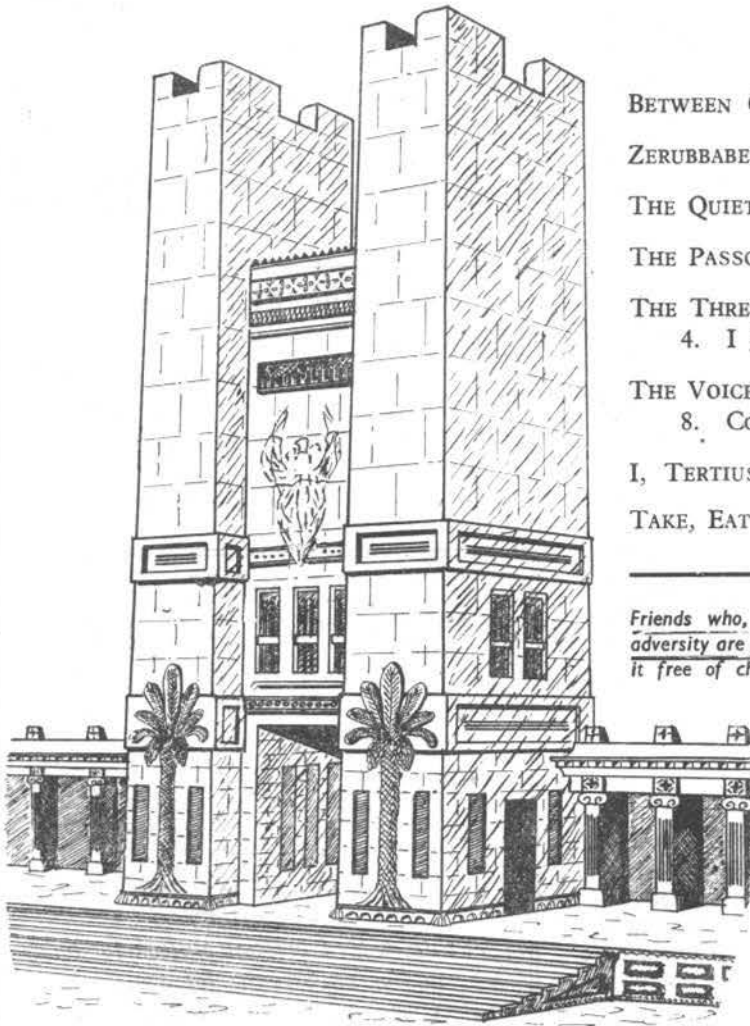 BETWEEN
ZERUBBABE
THE QUIET
THE PASSO
THE THRE
4. I
THE VOICE
8. Co
I, TERTIUS
TAKE, EAT
Friends who,
adversity are
it free of ch